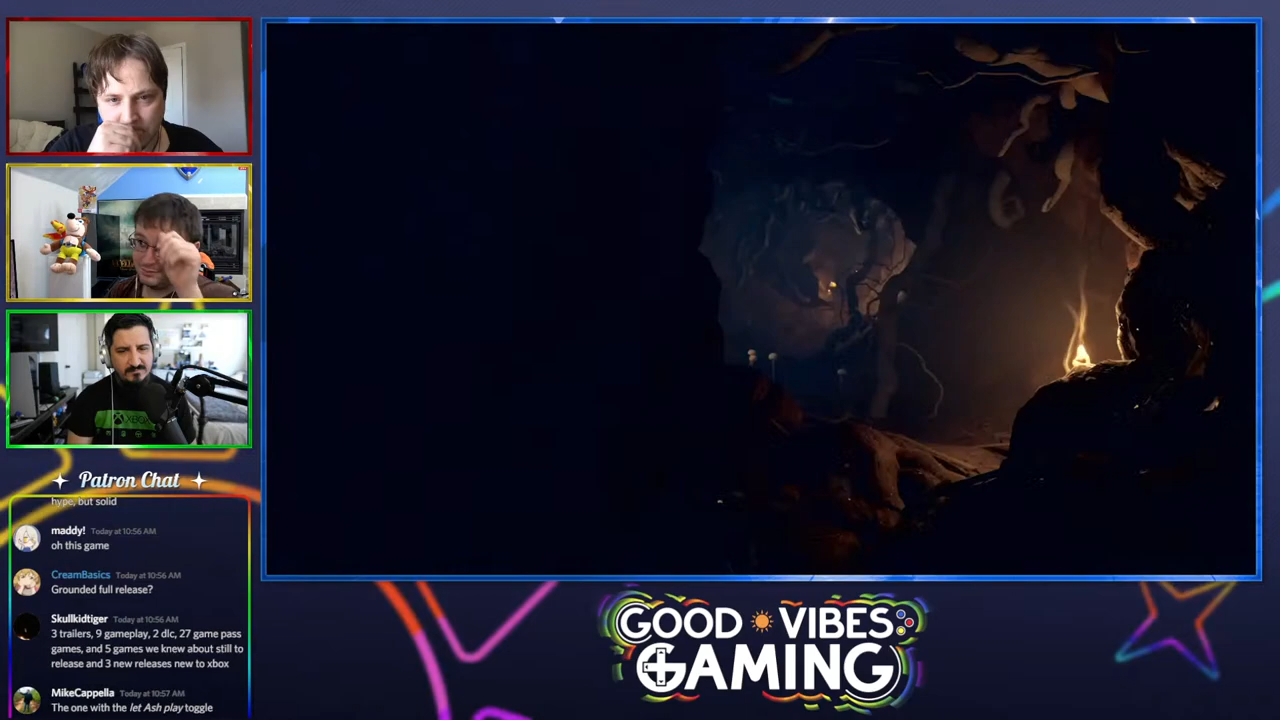 XBOX
Patron Chat
hype, but solid
maddy! Today at 10:56 AM
oh this game
CreamBasics Today at 10:56 AM
Grounded full release?
Skullkidtiger Today at 10:56 AM
3 trailers, 9 gameplay, 2 dlc, 27 game pass
games, and 5 games we knew about still to
release and 3 new releases new to xbox
MikeCappella Today at 10:57 AM
The one with the let Ash play toggle
GOOD VIBES
GAMING